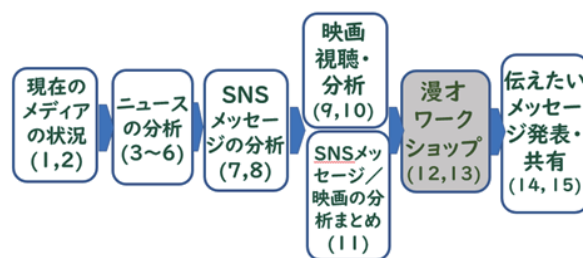 現在の
メディア
の状況
(1,2)
ニュース
の分析
(3～6)
SNS
メッセー
ジの分析
(7,8)
映画
視聴・
分析
(9,10)
SNSメッ
セージ／
映画の分
析まとめ
(11)
漫才
ワーク
ショップ
(12,13)
伝えたい
メッセー
ジ発表・
共有
(14, 15)